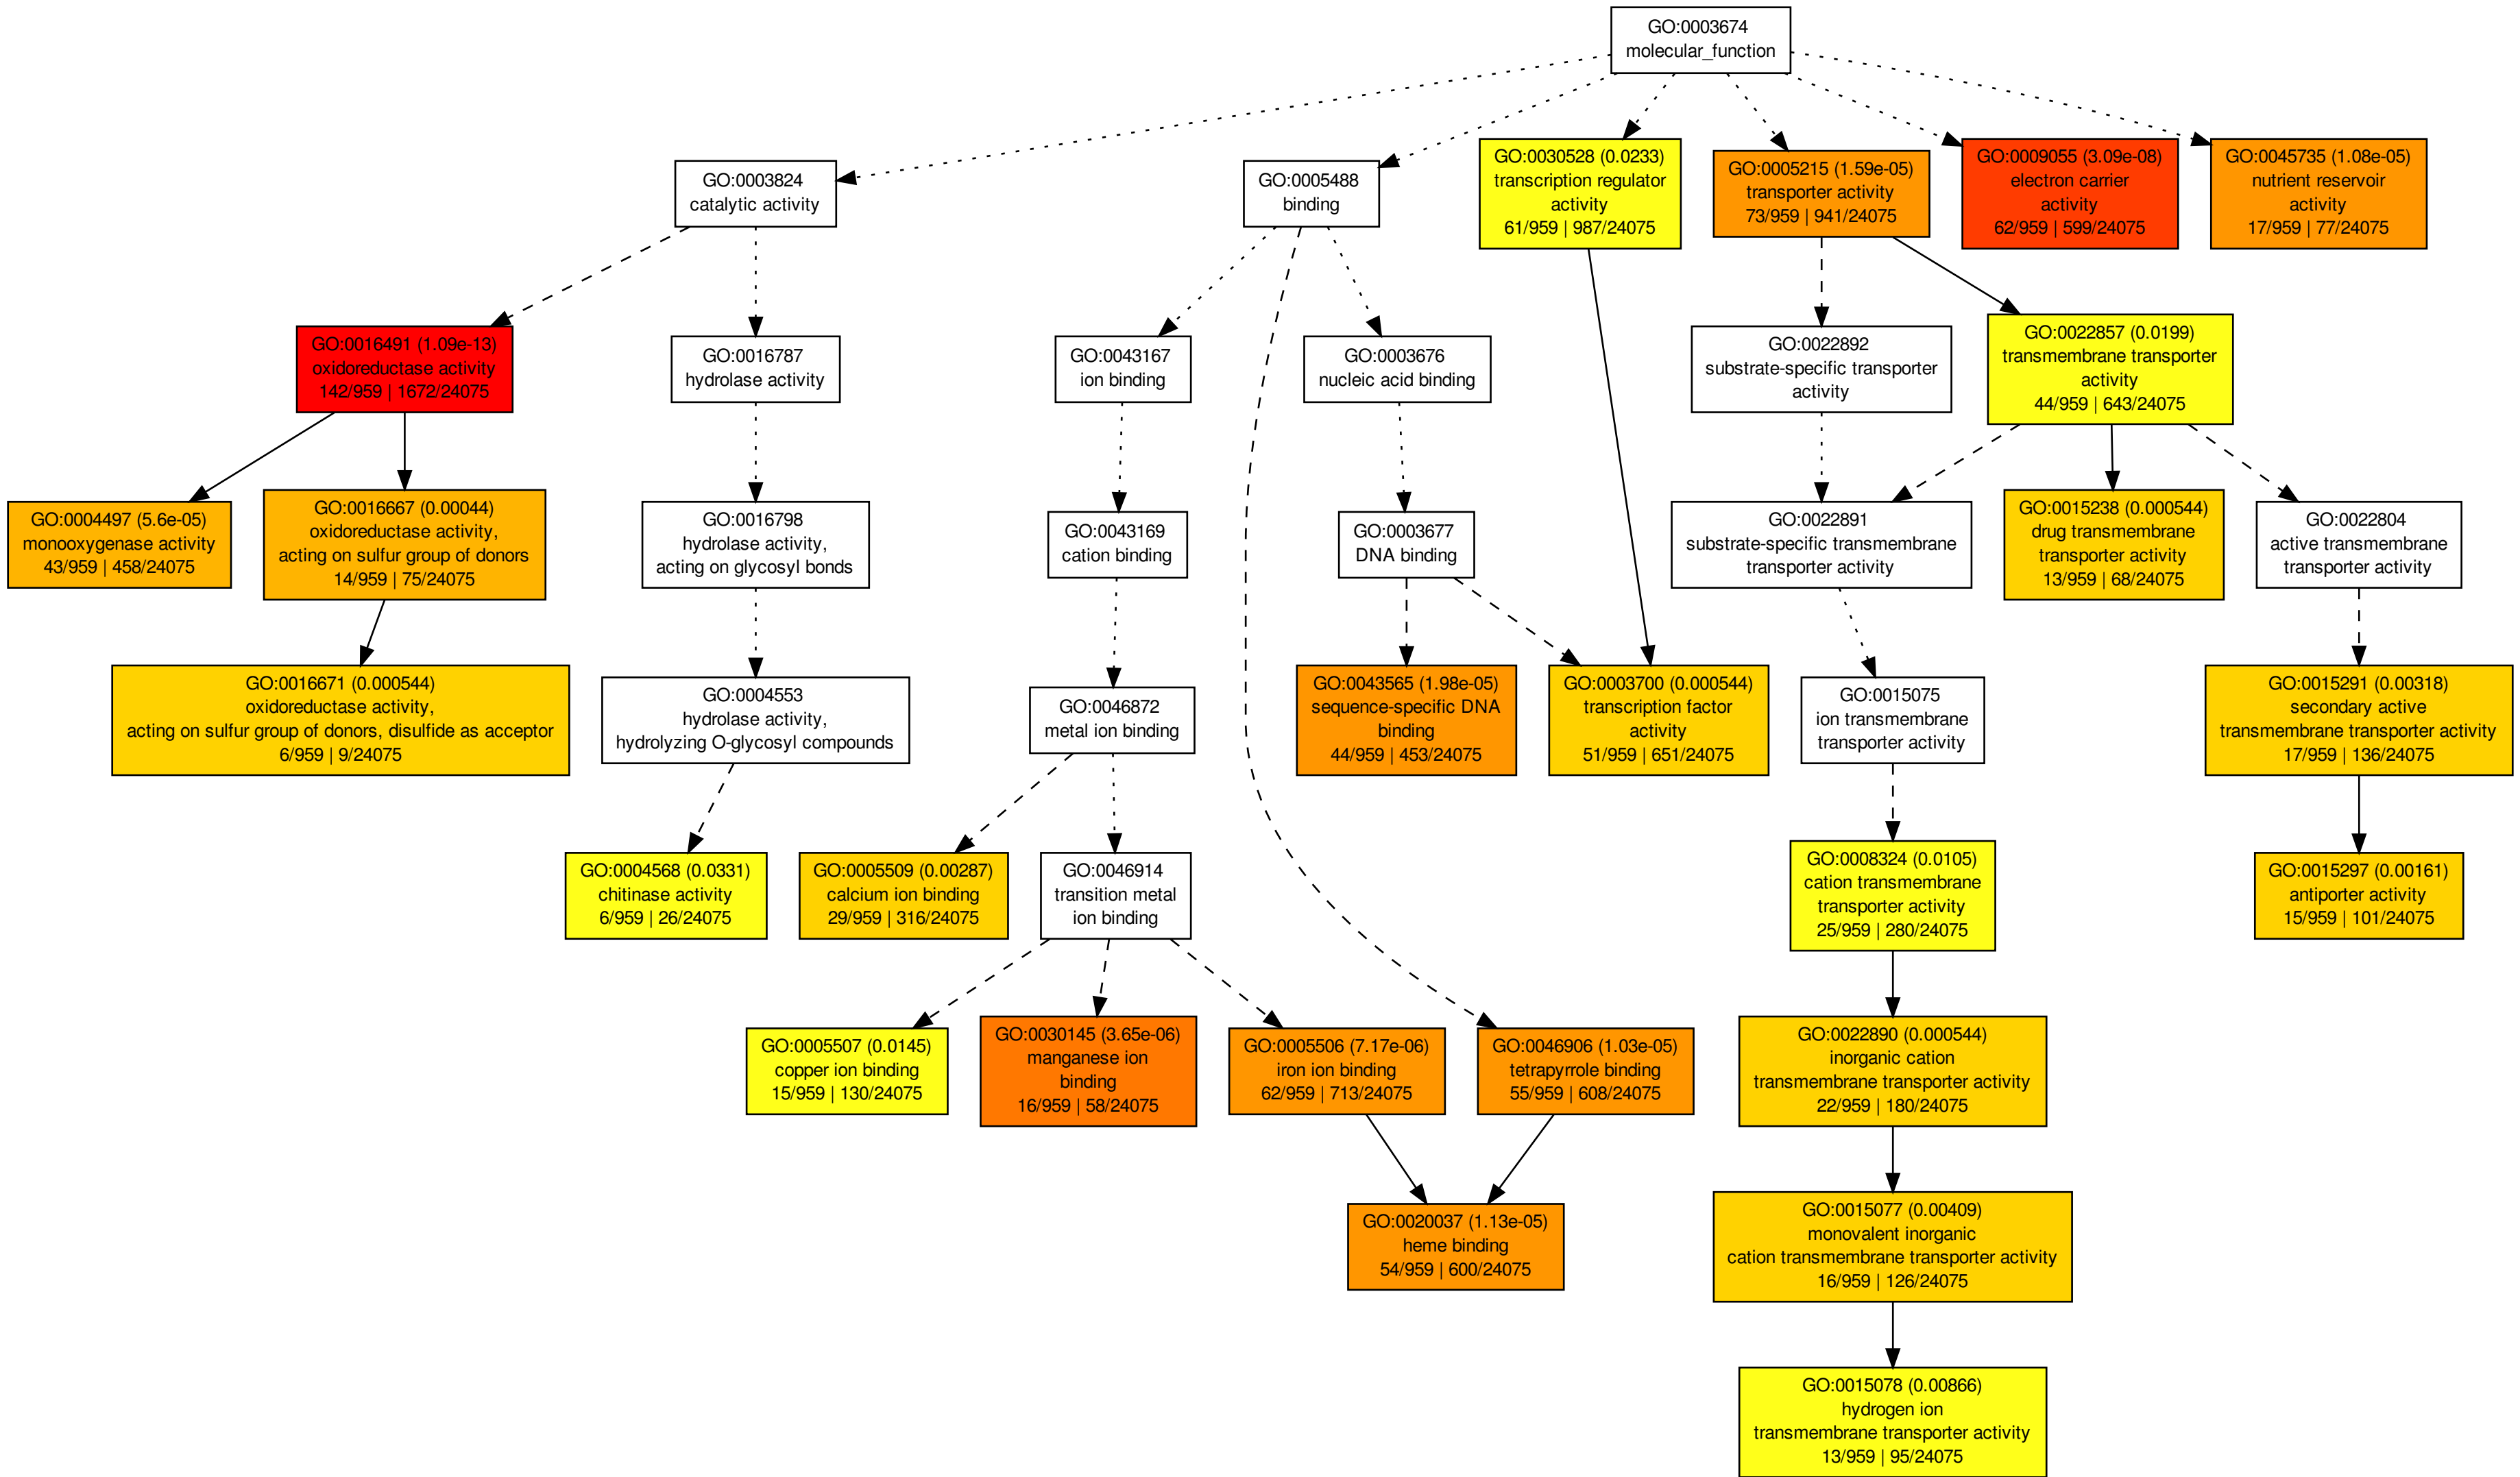 GO:0003674
molecular_function
GO:0003824
catalytic activity
GO:0005488
binding
GO:0030528 (0.0233)
transcription regulator
activity
61/959 | 987/24075
GO:0005215 (1.59e-05)
transporter activity
73/959 | 941/24075
GO:0009055 (3.09e-08)
electron carrier
activity
62/959 | 599/24075
GO:0045735 (1.08e-05)
nutrient reservoir
activity
17/959 | 77/24075
GO:0016491 (1.09e-13)
oxidoreductase activity
142/959 | 1672/24075
GO:0016787
hydrolase activity
GO:0043167
ion binding
GO:0003676
nucleic acid binding
GO:0022892
substrate-specific transporter
activity
GO:0022857 (0.0199)
transmembrane transporter
activity
44/959 | 643/24075
GO:0004497 (5.6e-05)
monooxygenase activity
43/959 | 458/24075
GO:0016667 (0.00044)
oxidoreductase activity,
acting on sulfur group of donors
14/959 | 75/24075
GO:0016798
hydrolase activity,
acting on glycosyl bonds
GO:0043169
cation binding
GO:0003677
DNA binding
GO:0022891
substrate-specific transmembrane
transporter activity
GO:0015238 (0.000544)
drug transmembrane
transporter activity
13/959 | 68/24075
GO:0022804
active transmembrane
transporter activity
GO:0016671 (0.000544)
oxidoreductase activity,
acting on sulfur group of donors, disulfide as acceptor
6/959 | 9/24075
GO:0004553
hydrolase activity,
hydrolyzing O-glycosyl compounds
GO:0046872
metal ion binding
GO:0043565 (1.98e-05)
sequence-specific DNA
binding
44/959 | 453/24075
GO:0003700 (0.000544)
transcription factor
activity
51/959 | 651/24075
GO:0015075
ion transmembrane
transporter activity
GO:0015291 (0.00318)
secondary active
transmembrane transporter activity
17/959 | 136/24075
GO:0004568 (0.0331)
chitinase activity
6/959 | 26/24075
GO:0005509 (0.00287)
calcium ion binding
29/959 | 316/24075
GO:0046914
transition metal
ion binding
GO:0008324 (0.0105)
cation transmembrane
transporter activity
25/959 | 280/24075
GO:0015297 (0.00161)
antiporter activity
15/959 | 101/24075
GO:0005507 (0.0145)
copper ion binding
15/959 | 130/24075
GO:0030145 (3.65e-06)
manganese ion
binding
16/959 | 58/24075
GO:0005506 (7.17e-06)
iron ion binding
62/959 | 713/24075
GO:0046906 (1.03e-05)
tetrapyrrole binding
55/959 | 608/24075
GO:0022890 (0.000544)
inorganic cation
transmembrane transporter activity
22/959 | 180/24075
GO:0020037 (1.13e-05)
heme binding
54/959 | 600/24075
GO:0015077 (0.00409)
monovalent inorganic
cation transmembrane transporter activity
16/959 | 126/24075
GO:0015078 (0.00866)
hydrogen ion
transmembrane transporter activity
13/959 | 95/24075